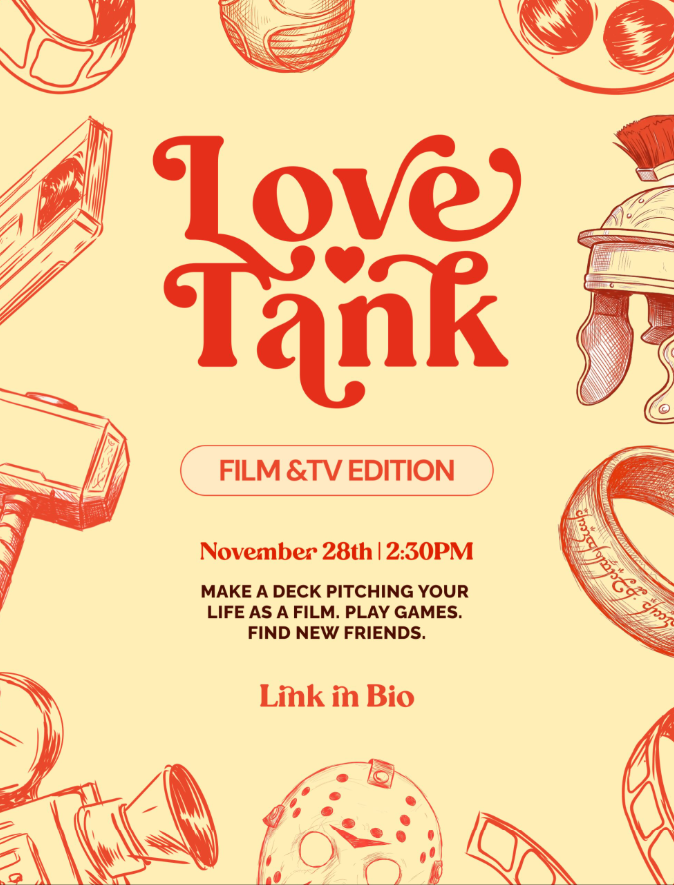 Love
Tank
FILM &TV EDITION
November 28th | 2:30PM
MAKE A DECK PITCHING YOUR
LIFE AS A FILM. PLAY GAMES.
FIND NEW FRIENDS.
Link in Bio